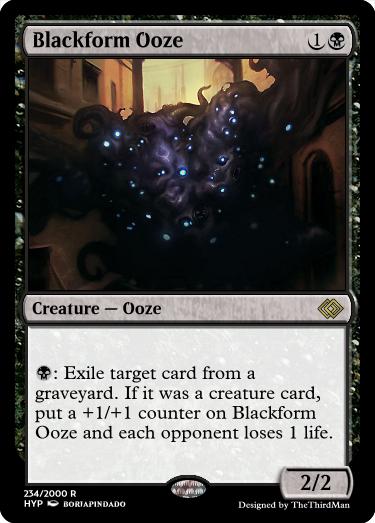 Blackform Ooze 1
Creature — Ooze
: Exile target card from a
graveyard. If it was a creature card,
put a +1/+1 counter on Blackform
Ooze and each opponent loses 1 life.
2/2
234/2000 R
HYP BORJAPINDADO
Designed by TheThirdMan